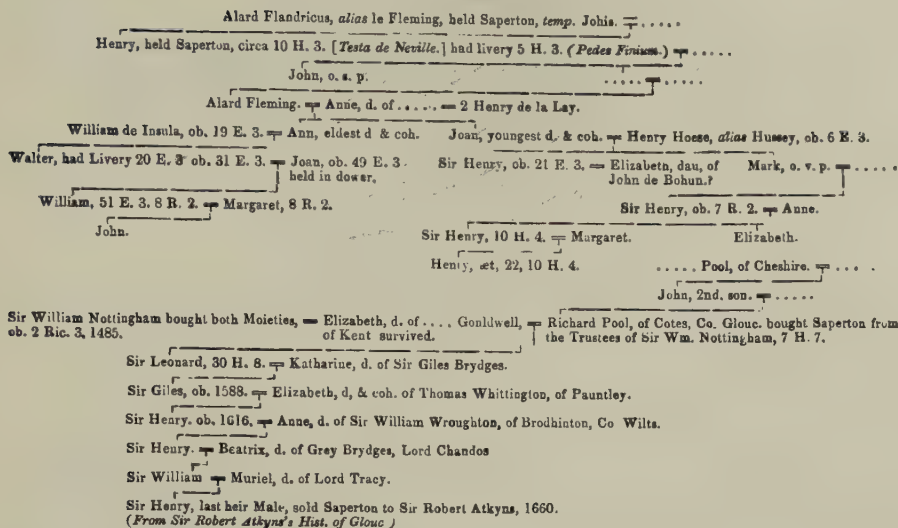 Alard Flandricus, alias le Fleming, held Saperton, temp. Johis. = . . . . .
Henry, held Saperton, circa 10 H. 3. [Testa de Neville.] had livery 5 H. 3. (Pedes Finium.) = . . . . .
John, o. s. p. . . . . . = . . . . .
Alard Fleming. = Anne, d. of . . . . . = 2 Henry de la Lay.
William de Insula, ob. 19 E. 3. = Ann, eldest d & coh. Joan, youngest d. & coh. = Henry Hoese, alias Hussey, ob. 6 E. 3.
Walter, had Livery 20 E. 3 ob. 31 E. 3. = Joan, ob. 49 E. 3 Sir Henry, ob. 21 E. 3. = Elizabeth, dau, of Mark, o. v. p. = . . . . .
held in dower. John de Bohun.?
William, 51 E. 3. 8 R. 2. = Margaret, 8 R. 2. Sir Henry, ob. 7 R. 2. = Anne.
John. Sir Henry, 10 H. 4. = Margaret. Elizabeth.
Henry, æt, 22, 10 H. 4. . . . . . Pool, of Cheshire. = . . . .
John, 2nd. son. = . . . . .
Sir William Nottingham bought both Moieties, = Elizabeth, d. of . . . . Gonldwell, = Richard Pool, of Cotes, Co. Glouc. bought Saperton from
ob. 2 Ric. 3, 1485. of Kent survived. the Trustees of Sir Wm. Nottingham, 7 H. 7.
Sir Leonard, 30 H. 8. = Katharine, d. of Sir Giles Brydges.
Sir Giles, ob. 1588. = Elizabeth, d, & coh. of Thomas Whittington, of Pauntley.
Sir Henry. ob. 1616. = Anne, d. of Sir William Wroughton, of Brodhinton, Co Wilts.
Sir Henry. = Beatrix, d. of Grey Brydges, Lord Chandos
Sir William = Muriel, d. of Lord Tracy.
Sir Henry, last heir Male, sold Saperton to Sir Robert Atkyns, 1660.
(From Sir Robert Atkyns's Hist. of Glouc )